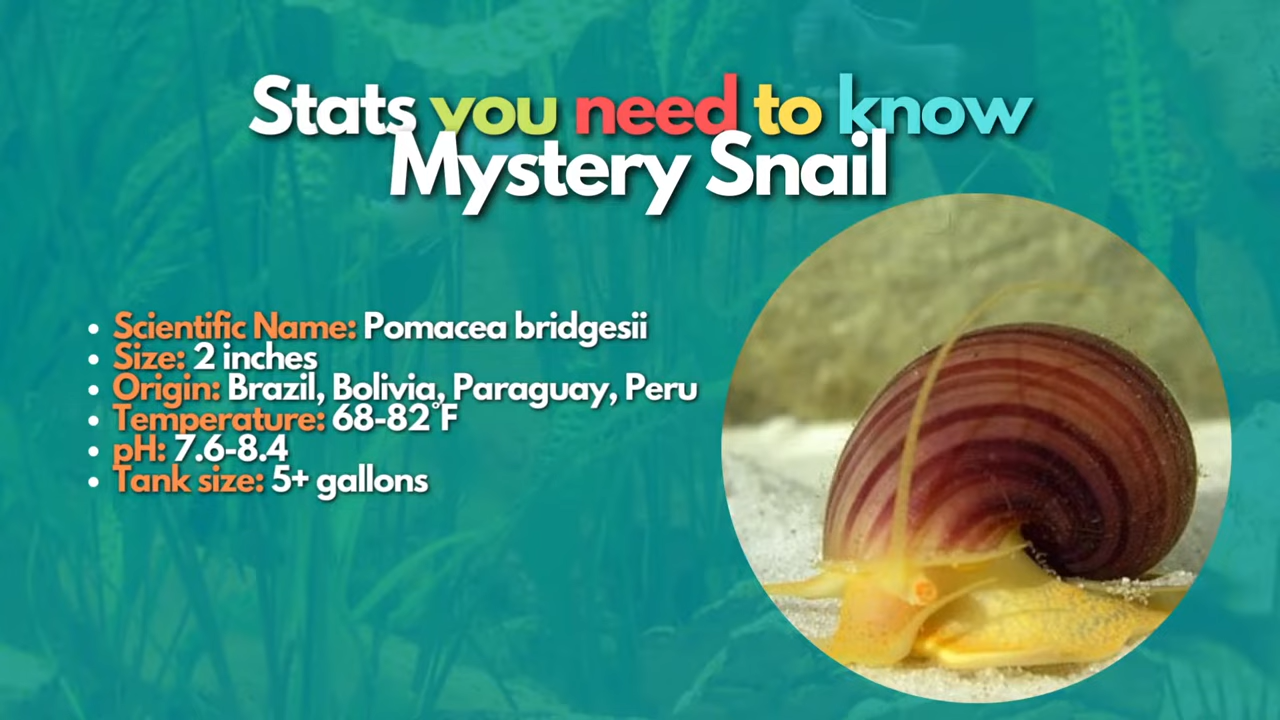 Stats you need to know
Mystery Snail
• Scientific Name: Pomacea bridgesii
• Size: 2 inches
• Origin: Brazil, Bolivia, Paraguay, Peru
• Temperature: 68-82°F
• pH: 7.6-8.4
• Tank size: 5+ gallons